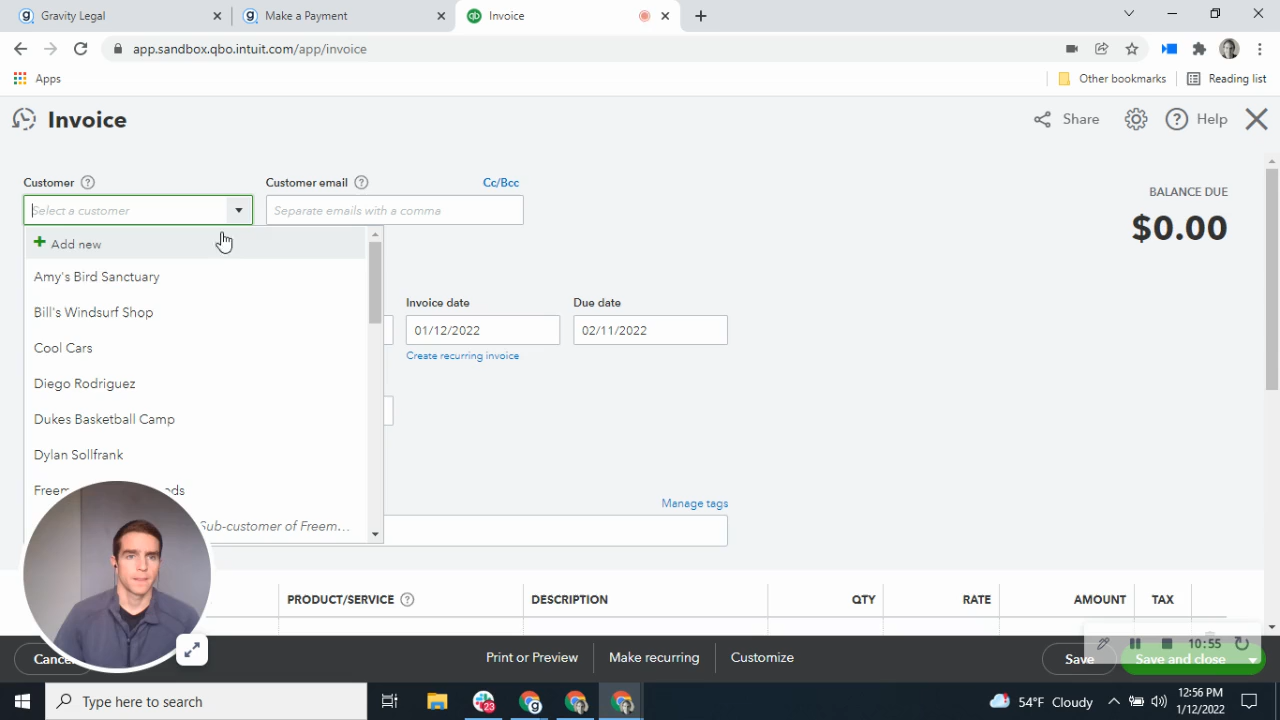 Gravity Legal
Make a Payment
Invoice
app.sandbox.qbo.intuit.com/app/invoice
Apps
Other bookmarks
Reading list
Invoice
Share
Help
Customer
Customer email
Cc/Bcc
BALANCE DUE
Select a customer
Separate emails with a comma
$0.00
Add new
Amy's Bird Sanctuary
Bill's Windsurf Shop
Cool Cars
Diego Rodriguez
Dukes Basketball Camp
Dylan Sollfrank
Invoice date
Due date
01/12/2022
02/11/2022
Create recurring invoice
Sub-customer of Freem...
Manage tags
PRODUCT/SERVICE
DESCRIPTION
QTY
RATE
AMOUNT
TAX
Print or Preview
Make recurring
Customize
Save
Save and close
10:55
Type here to search
23
54°F Cloudy
12:56 PM
1/12/2022